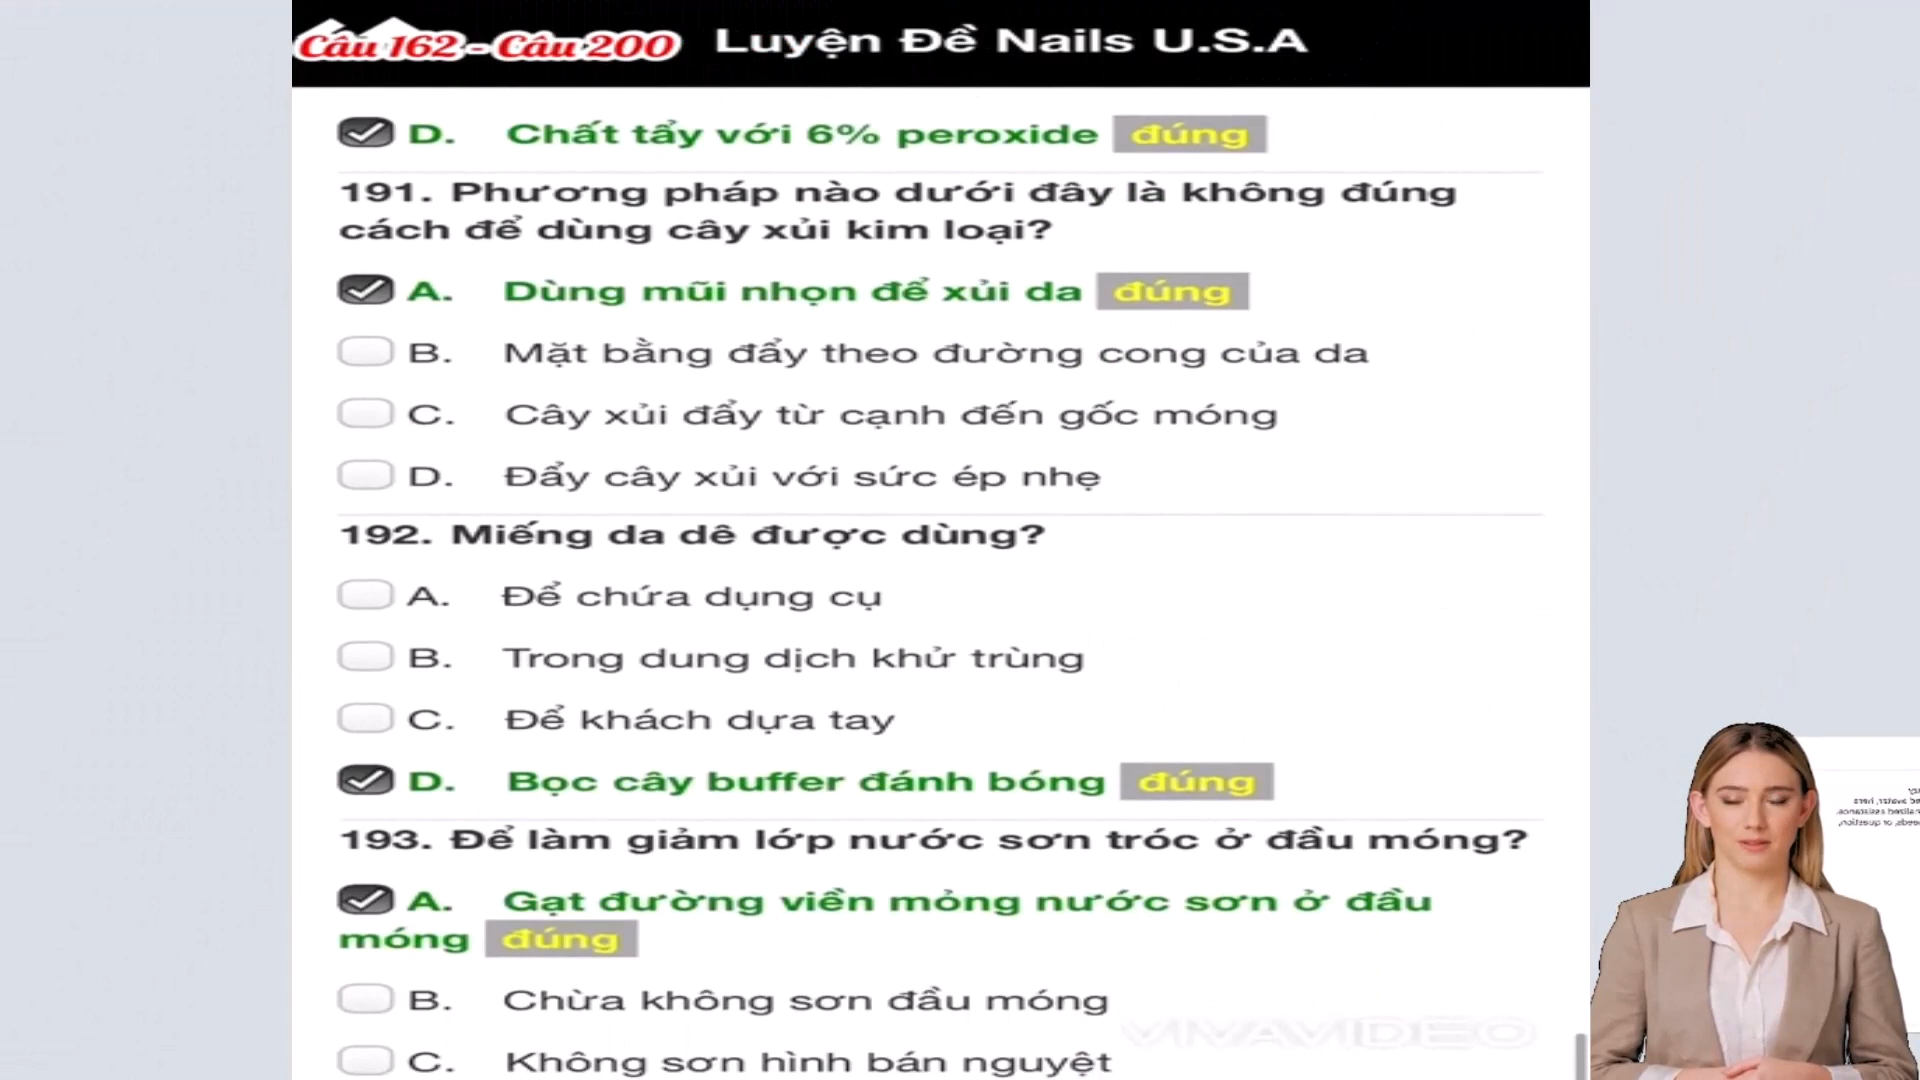 Câu 162 - Câu 200 Luyện Đề Nails U.S.A
D. Chất tẩy với 6% peroxide đúng
191. Phương pháp nào dưới đây là không đúng
cách để dùng cây xủi kim loại?
A. Dùng mũi nhọn để xủi da đúng
B. Mặt bằng đẩy theo đường cong của da
C. Cây xủi đẩy từ cạnh đến gốc móng
D. Đẩy cây xủi với sức ép nhẹ
192. Miếng da dê được dùng?
A. Để chứa dụng cụ
B. Trong dung dịch khử trùng
C. Để khách dựa tay
D. Bọc cây buffer đánh bóng đúng
193. Để làm giảm lớp nước sơn tróc ở đầu móng?
A. Gạt đường viền mỏng nước sơn ở đầu
móng đúng
B. Chừa không sơn đầu móng
VIVAVIDEO
C. Không sơn hình bán nguyệt